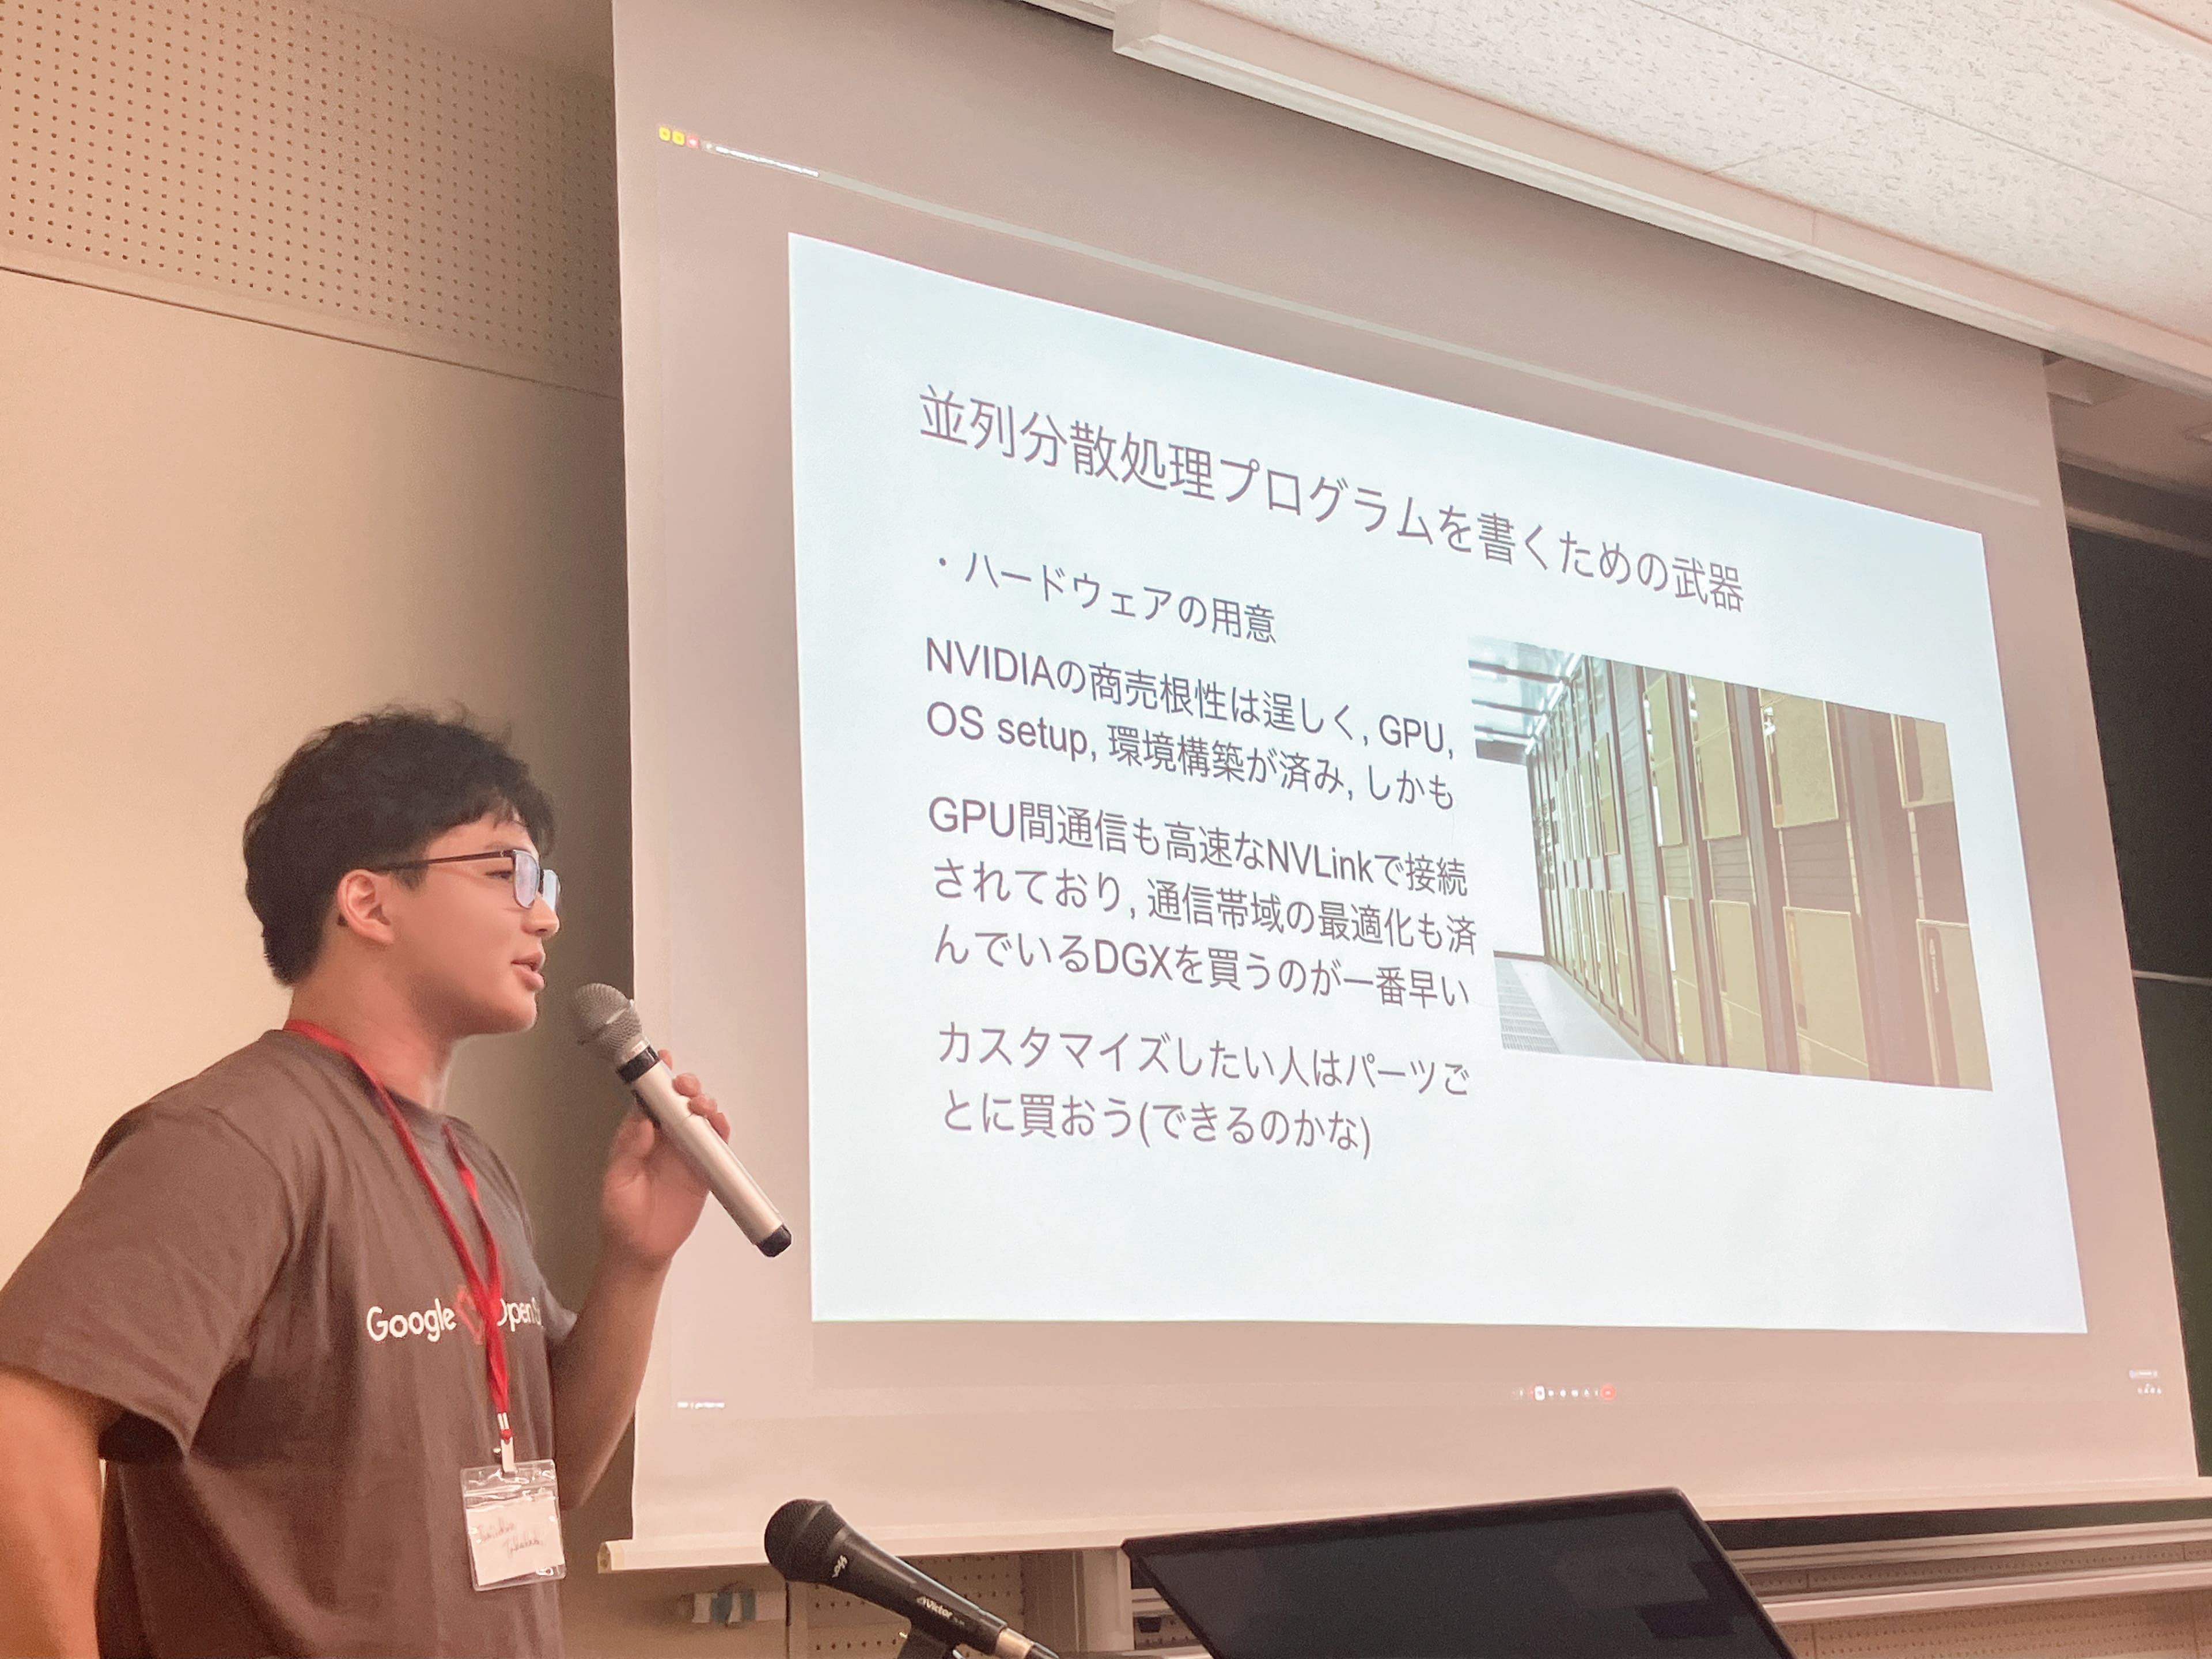 並列分散処理プログラムを書くための武器
・ハードウェアの用意
NVIDIAの商売根性は逞しく, GPU,
OS setup, 環境構築が済み, しかも
GPU間通信も高速なNVLinkで接続
されており, 通信帯域の最適化も済
んでいるDGXを買うのが一番早い
カスタマイズしたい人はパーツご
とに買おう(できるのかな)
Google Open
Victor